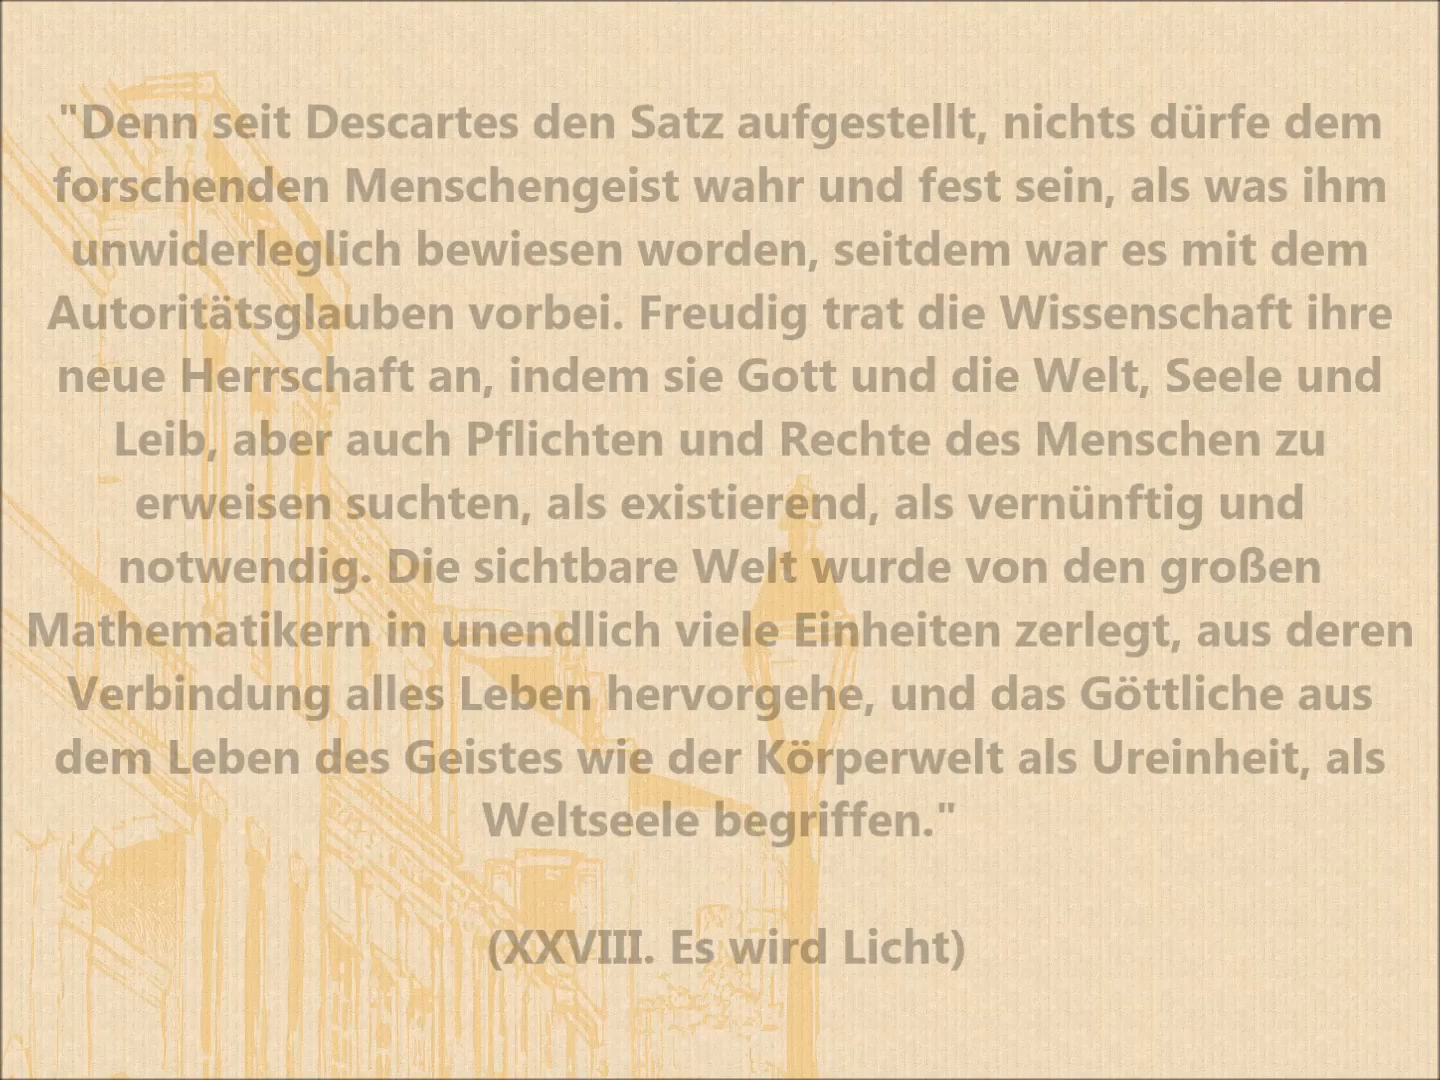 "Denn seit Descartes den Satz aufgestellt, nichts dürfe dem
forschenden Menschengeist wahr und fest sein, als was ihm
unwiderleglich bewiesen worden, seitdem war es mit dem
Autoritätsglauben vorbei. Freudig trat die Wissenschaft ihre
neue Herrschaft an, indem sie Gott und die Welt, Seele und
Leib, aber auch Pflichten und Rechte des Menschen zu
erweisen suchten, als existierend, als vernünftig und
notwendig. Die sichtbare Welt wurde von den großen
Mathematikern in unendlich viele Einheiten zerlegt, aus deren
Verbindung alles Leben hervorgehe, und das Göttliche aus
dem Leben des Geistes wie der Körperwelt als Ureinheit, als
Weltseele begriffen."
(XXVIII. Es wird Licht)